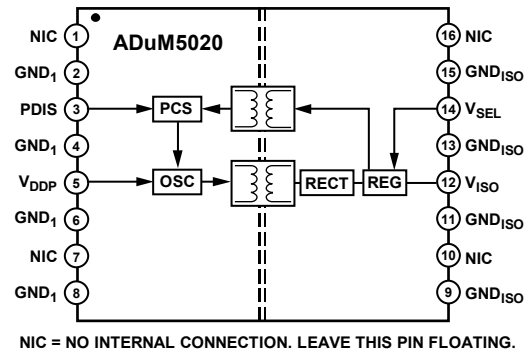 ADuM5020
NIC 1
GND1 2
PDIS 3
GND1 4
VDDP 5
GND1 6
NIC 7
GND1 8
PCS
OSC
RECT
REG
16 NIC
15 GNDISO
14 VSEL
13 GNDISO
12 VISO
11 GNDISO
10 NIC
9 GNDISO
NIC = NO INTERNAL CONNECTION. LEAVE THIS PIN FLOATING.